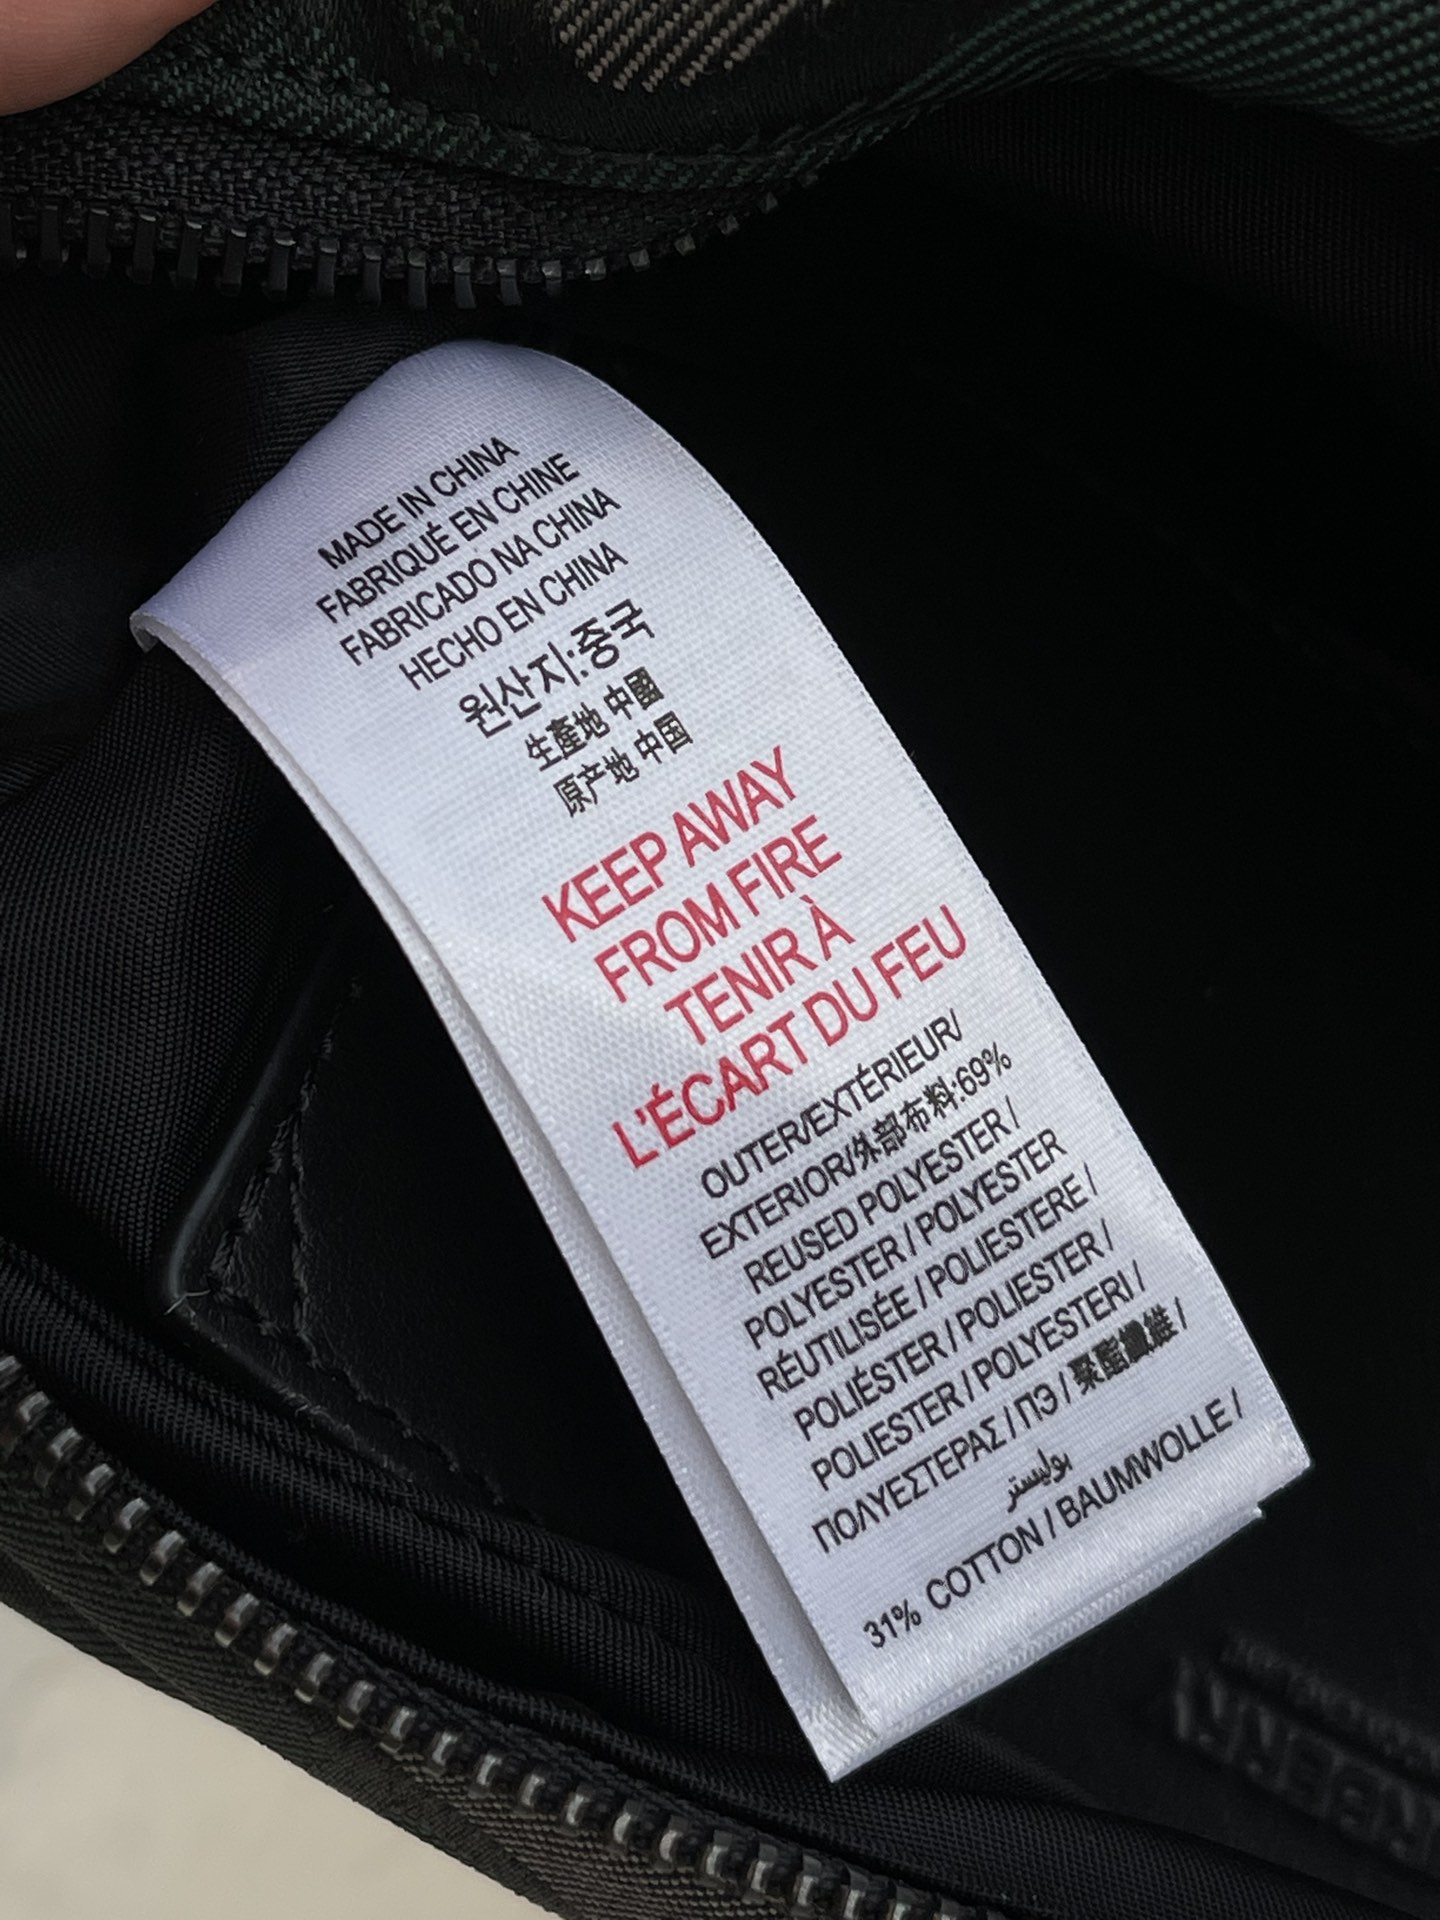 MADE IN CHINA
FABRIQUÉ EN CHINE
FABRICADO NA CHINA
HECHO EN CHINA
원산지:중국
生產地 中國
原产地 中国
KEEP AWAY
FROM FIRE
TENIR À
L'ÉCART DU FEU
OUTER/EXTÉRIEUR/
EXTERIOR/外部布料:69%
REUSED POLYESTER /
POLYESTER / POLYESTER
RÉUTILISÉE / POLIESTERE /
POLIÉSTER / POLIESTER /
POLIESTER / POLYESTERI /
ΠΟΛΥΕΣΤΕΡΑΣ / ПЭ / 聚酯纖維 /
بوليستر
31% COTTON / BAUMWOLLE /